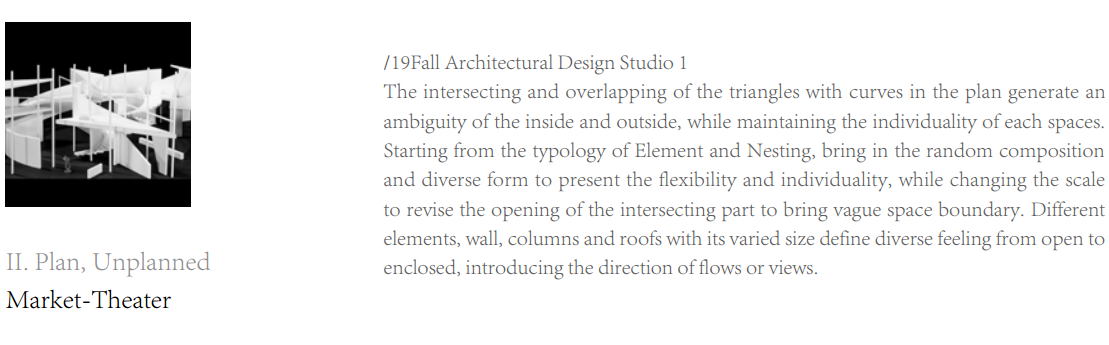 /19Fall Architectural Design Studio 1
The intersecting and overlapping of the triangles with curves in the plan generate an
ambiguity of the inside and outside, while maintaining the individuality of each spaces.
Starting from the typology of Element and Nesting, bring in the random composition
and diverse form to present the flexibility and individuality, while changing the scale
to revise the opening of the intersecting part to bring vague space boundary. Different
elements, wall, columns and roofs with its varied size define diverse feeling from open to
enclosed, introducing the direction of flows or views.
II. Plan, Unplanned
Market-Theater